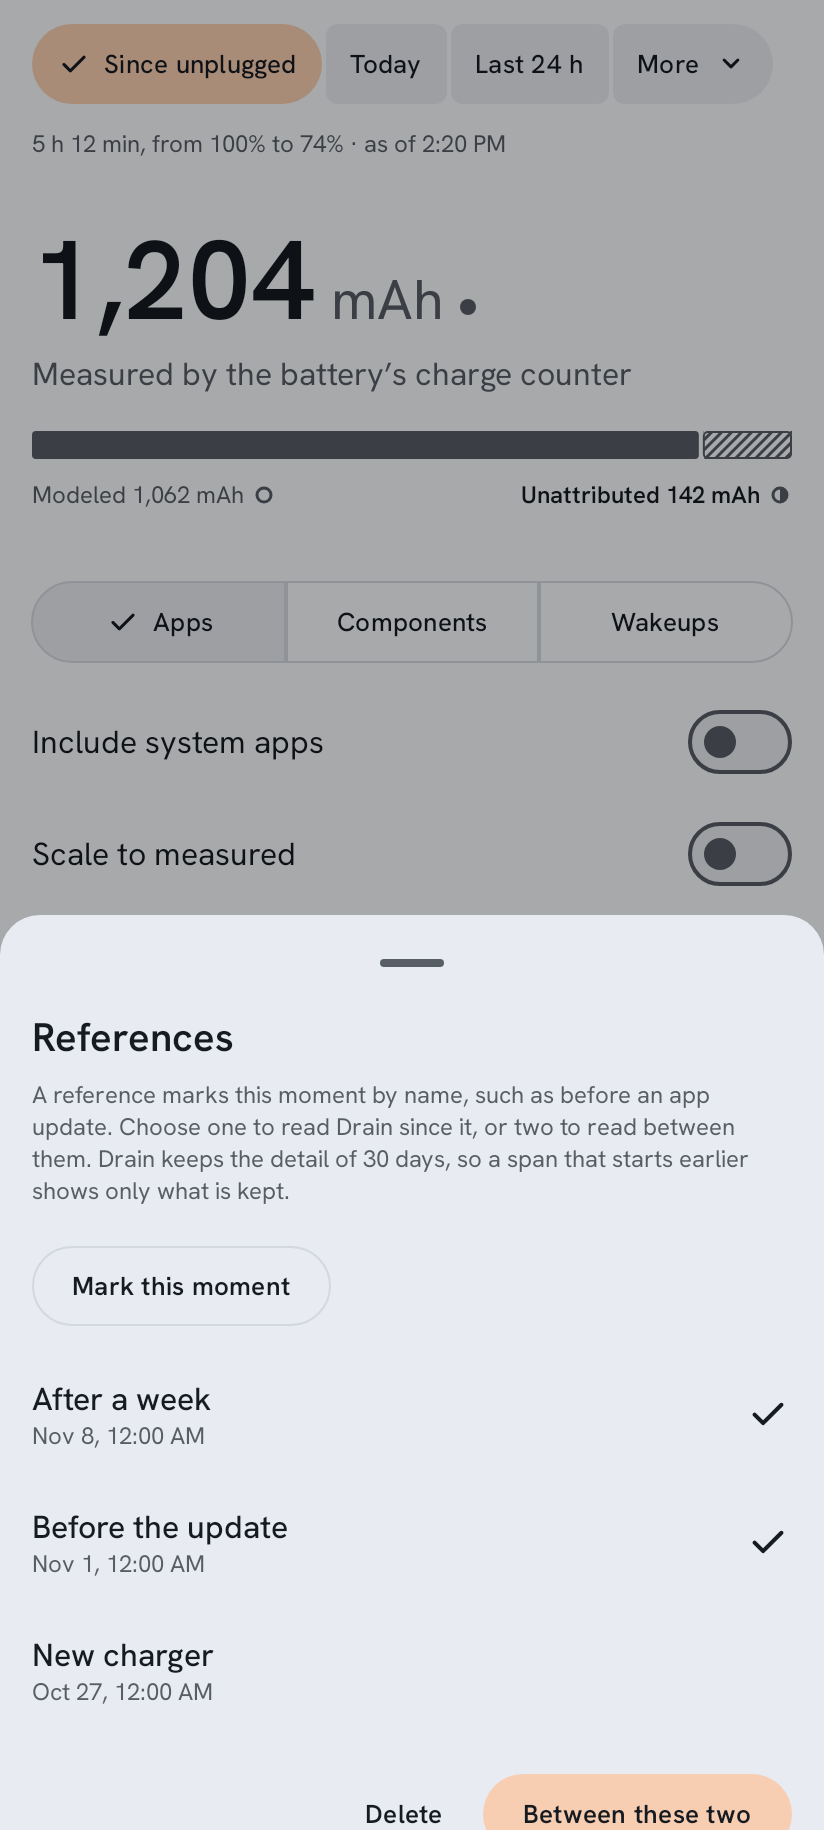 Since unplugged
Today
Last 24 h
More
5 h 12 min, from 100% to 74% · as of 2:20 PM
1,204 mAh
Measured by the battery’s charge counter
Modeled 1,062 mAh
Unattributed 142 mAh
Apps
Components
Wakeups
Include system apps
Scale to measured
References
A reference marks this moment by name, such as before an app
update. Choose one to read Drain since it, or two to read between
them. Drain keeps the detail of 30 days, so a span that starts earlier
shows only what is kept.
Mark this moment
After a week
Nov 8, 12:00 AM
Before the update
Nov 1, 12:00 AM
New charger
Oct 27, 12:00 AM
Delete
Between these two